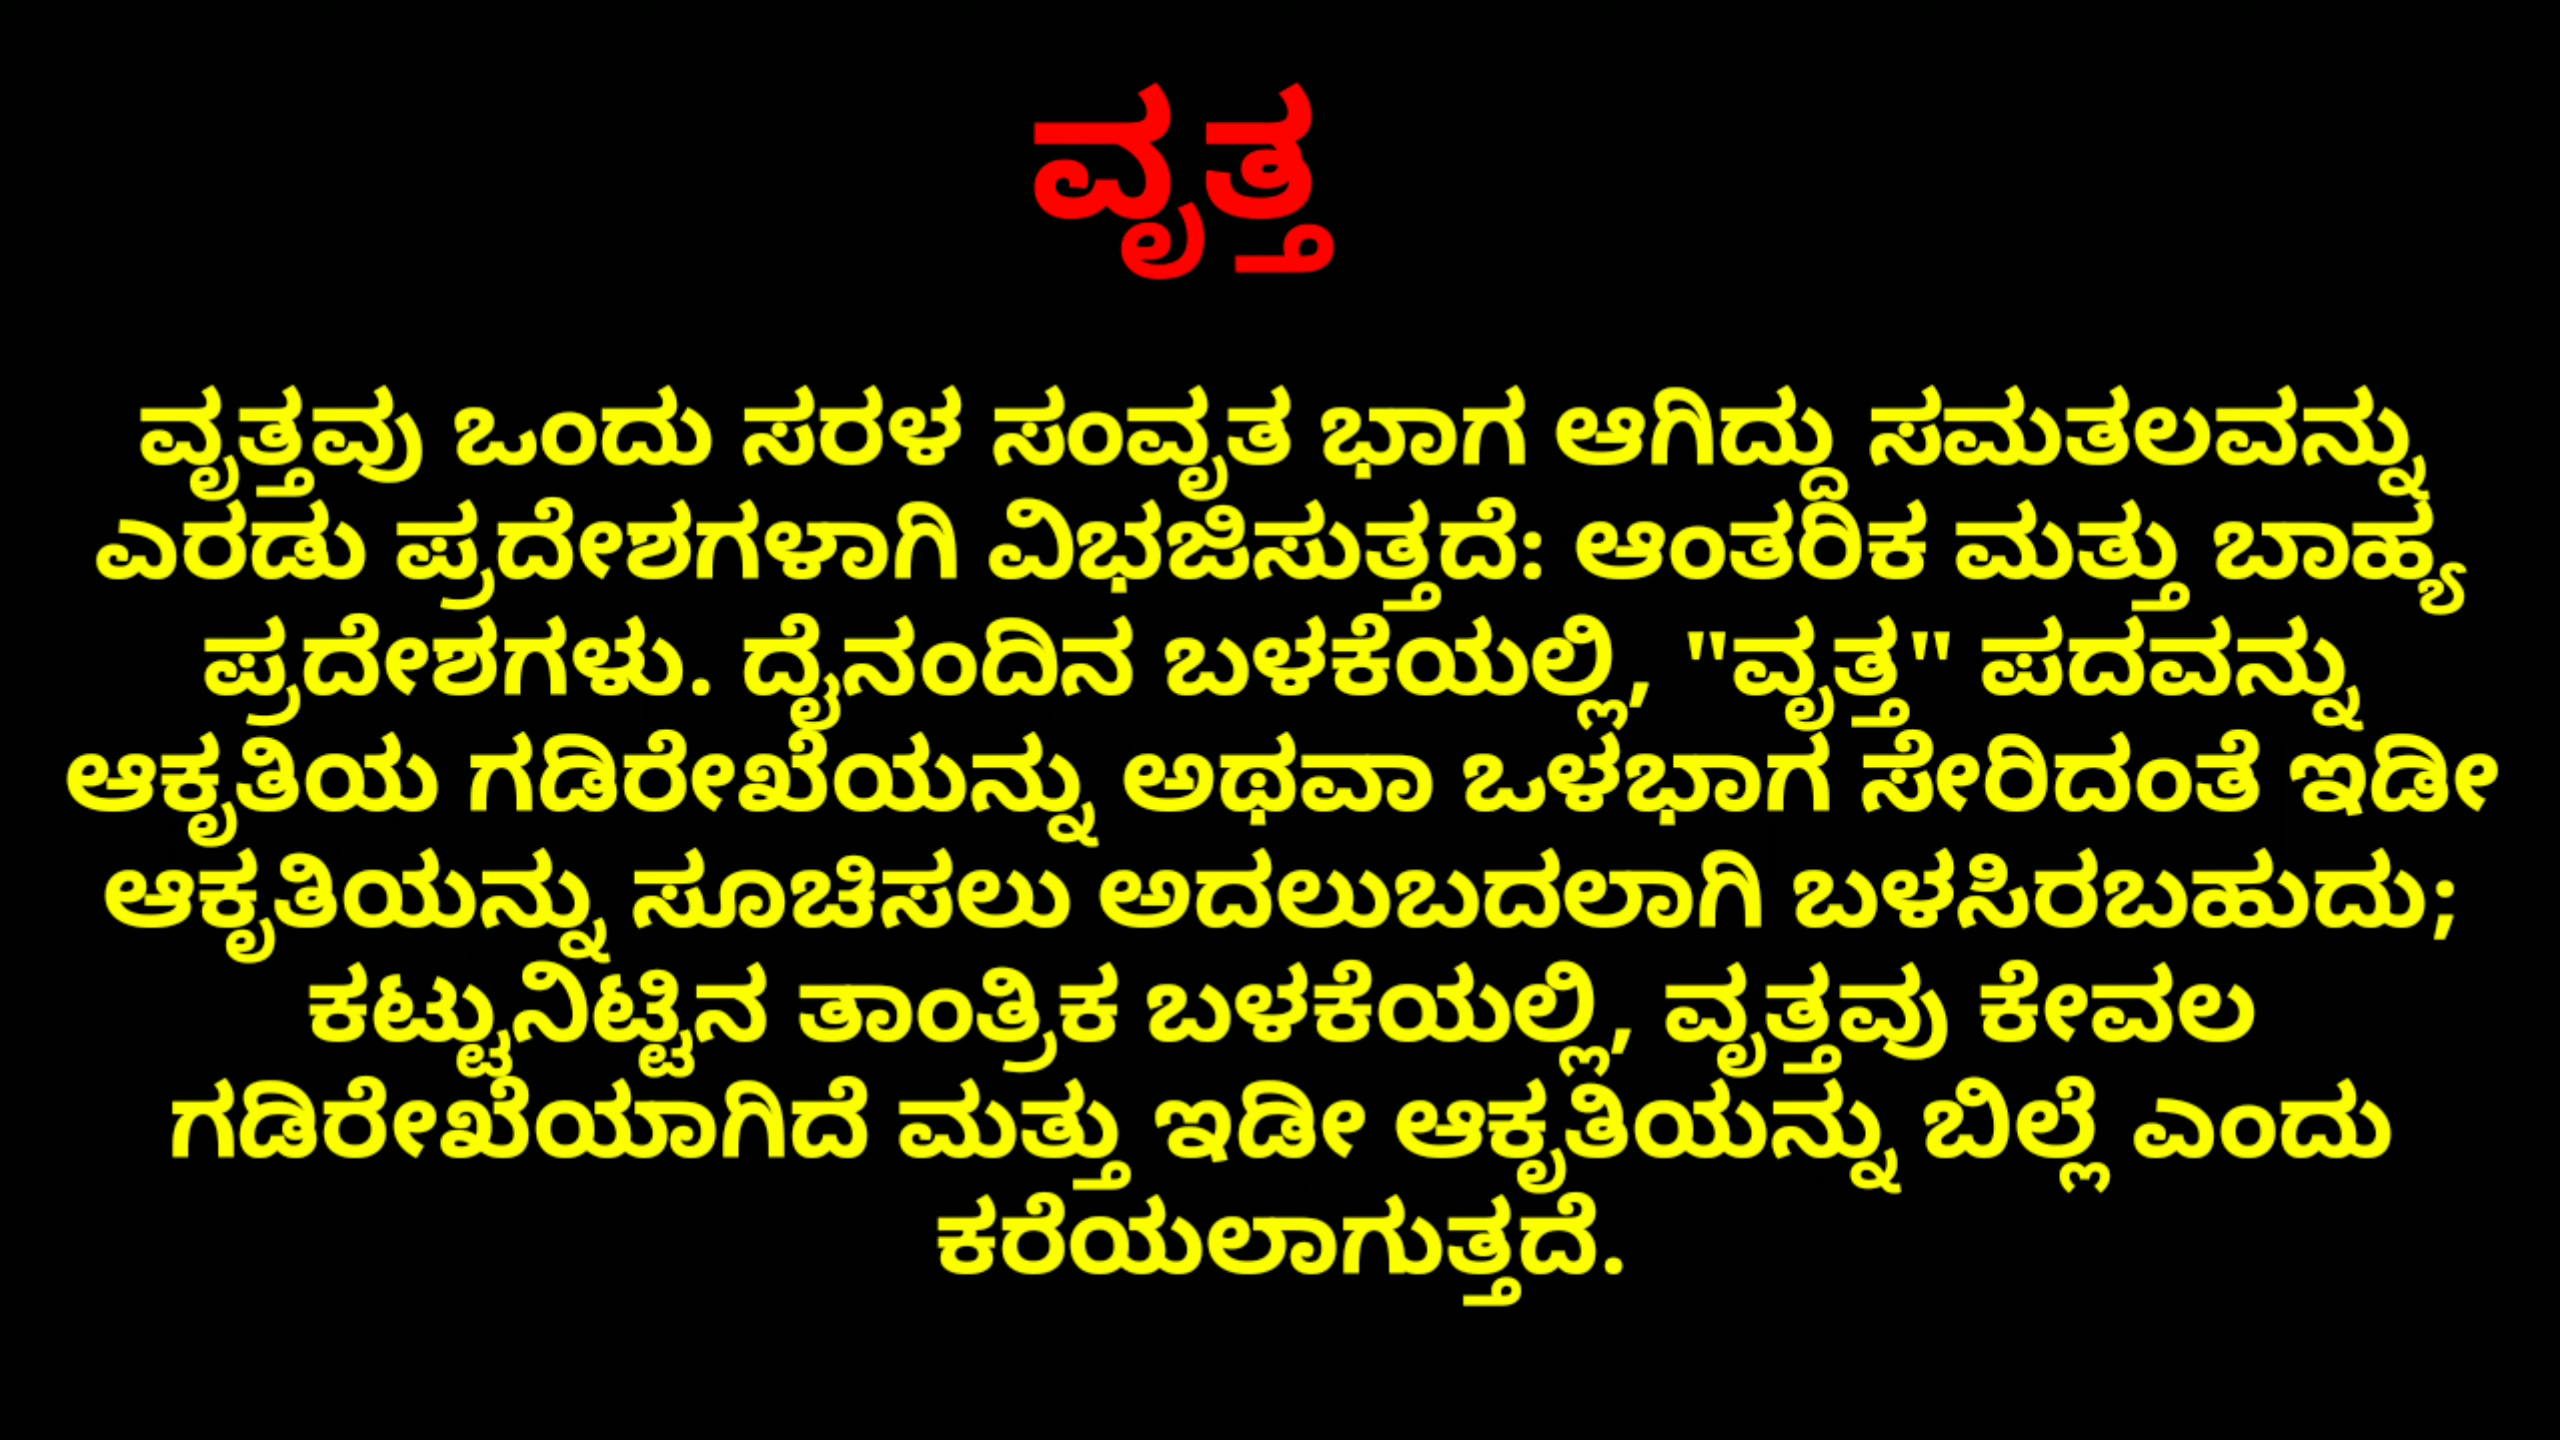 ವೃತ್ತ
ವೃತ್ತವು ಒಂದು ಸರಳ ಸಂವೃತ ಭಾಗ ಆಗಿದ್ದು ಸಮತಲವನ್ನು
ಎರಡು ಪ್ರದೇಶಗಳಾಗಿ ವಿಭಜಿಸುತ್ತದೆ: ಆಂತರಿಕ ಮತ್ತು ಬಾಹ್ಯ
ಪ್ರದೇಶಗಳು. ದೈನಂದಿನ ಬಳಕೆಯಲ್ಲಿ, "ವೃತ್ತ" ಪದವನ್ನು
ಆಕೃತಿಯ ಗಡಿರೇಖೆಯನ್ನು ಅಥವಾ ಒಳಭಾಗ ಸೇರಿದಂತೆ ಇಡೀ
ಆಕೃತಿಯನ್ನು ಸೂಚಿಸಲು ಅದಲುಬದಲಾಗಿ ಬಳಸಿರಬಹುದು;
ಕಟ್ಟುನಿಟ್ಟಿನ ತಾಂತ್ರಿಕ ಬಳಕೆಯಲ್ಲಿ, ವೃತ್ತವು ಕೇವಲ
ಗಡಿರೇಖೆಯಾಗಿದೆ ಮತ್ತು ಇಡೀ ಆಕೃತಿಯನ್ನು ಬಿಲ್ಲೆ ಎಂದು
ಕರೆಯಲಾಗುತ್ತದೆ.